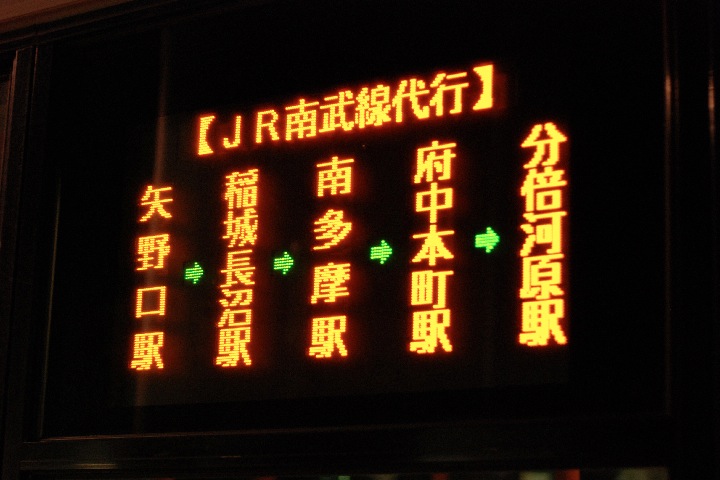 【JR南武線代行】
矢野口駅
➡
稲城長沼駅
➡
南多摩駅
➡
府中本町駅
➡
分倍河原駅